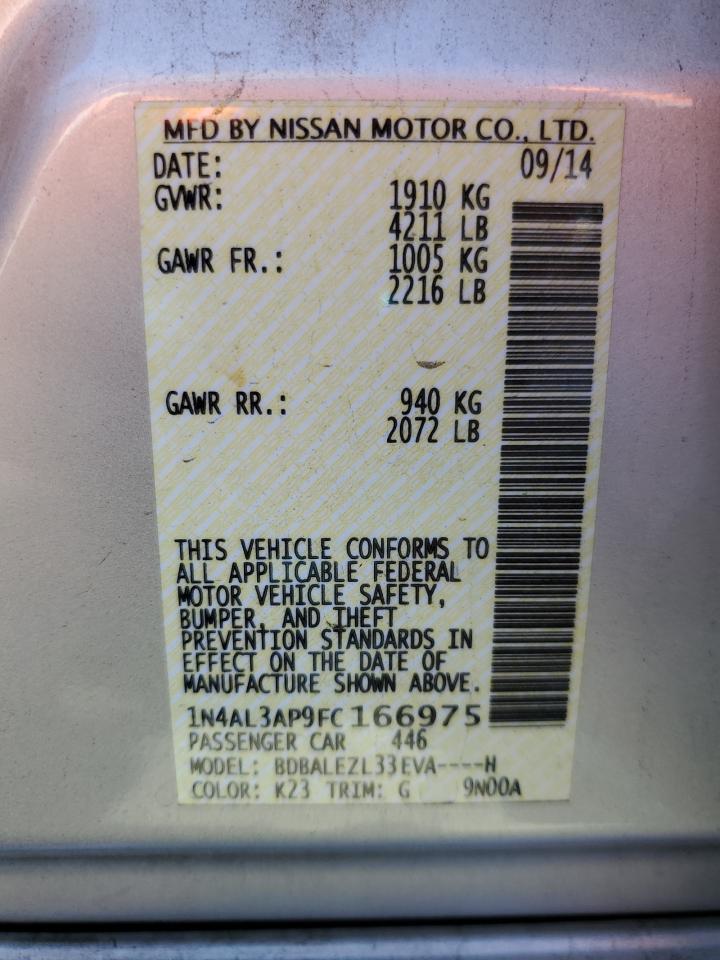 MFD BY NISSAN MOTOR CO., LTD.
DATE: 09/14
GVWR: 1910 KG
4211 LB
GAWR FR.: 1005 KG
2216 LB
GAWR RR.: 940 KG
2072 LB
THIS VEHICLE CONFORMS TO
ALL APPLICABLE FEDERAL
MOTOR VEHICLE SAFETY,
BUMPER, AND THEFT
PREVENTION STANDARDS IN
EFFECT ON THE DATE OF
MANUFACTURE SHOWN ABOVE.
1N4AL3AP9FC166975
PASSENGER CAR 446
MODEL: BDBALEZL33EVA----H
COLOR: K23 TRIM: G 9N00A